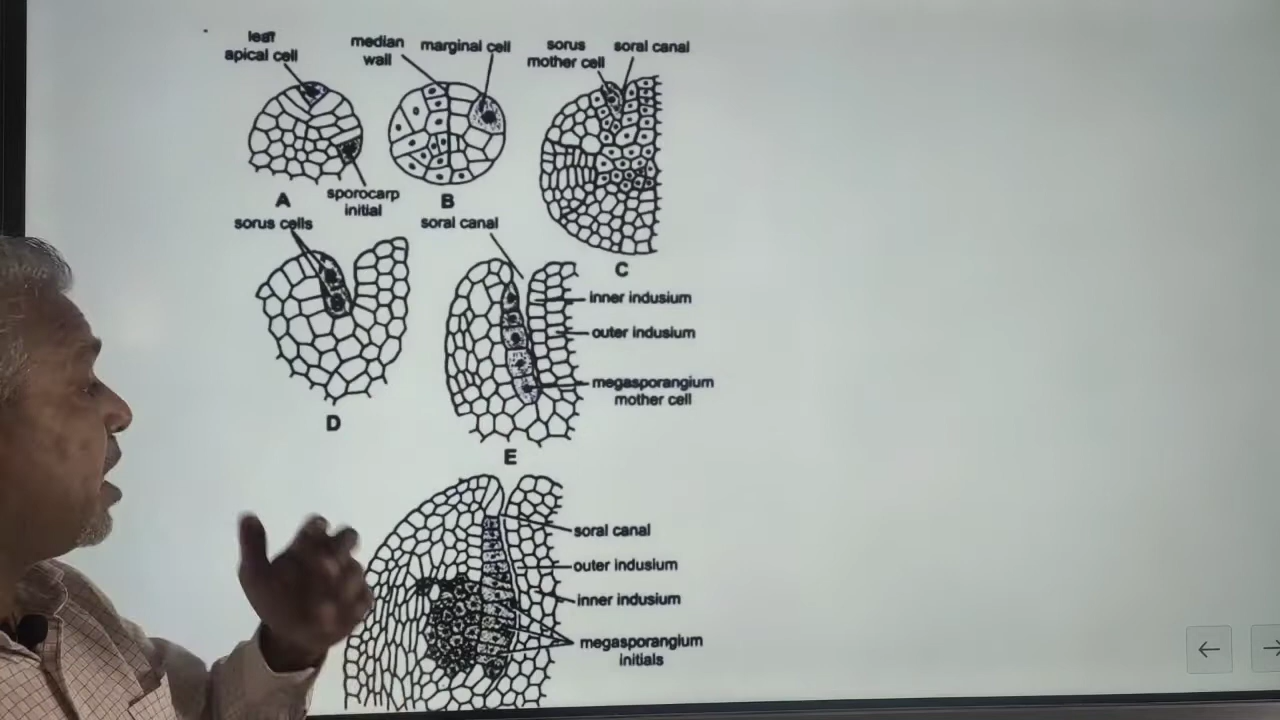 leaf
apical cell
median
wall
marginal cell
sorus
mother cell
soral canal
A
sporocarp
initial
B
C
sorus cells
soral canal
inner indusium
outer indusium
megasporangium
mother cell
D
E
soral canal
outer indusium
inner indusium
megasporangium
initials